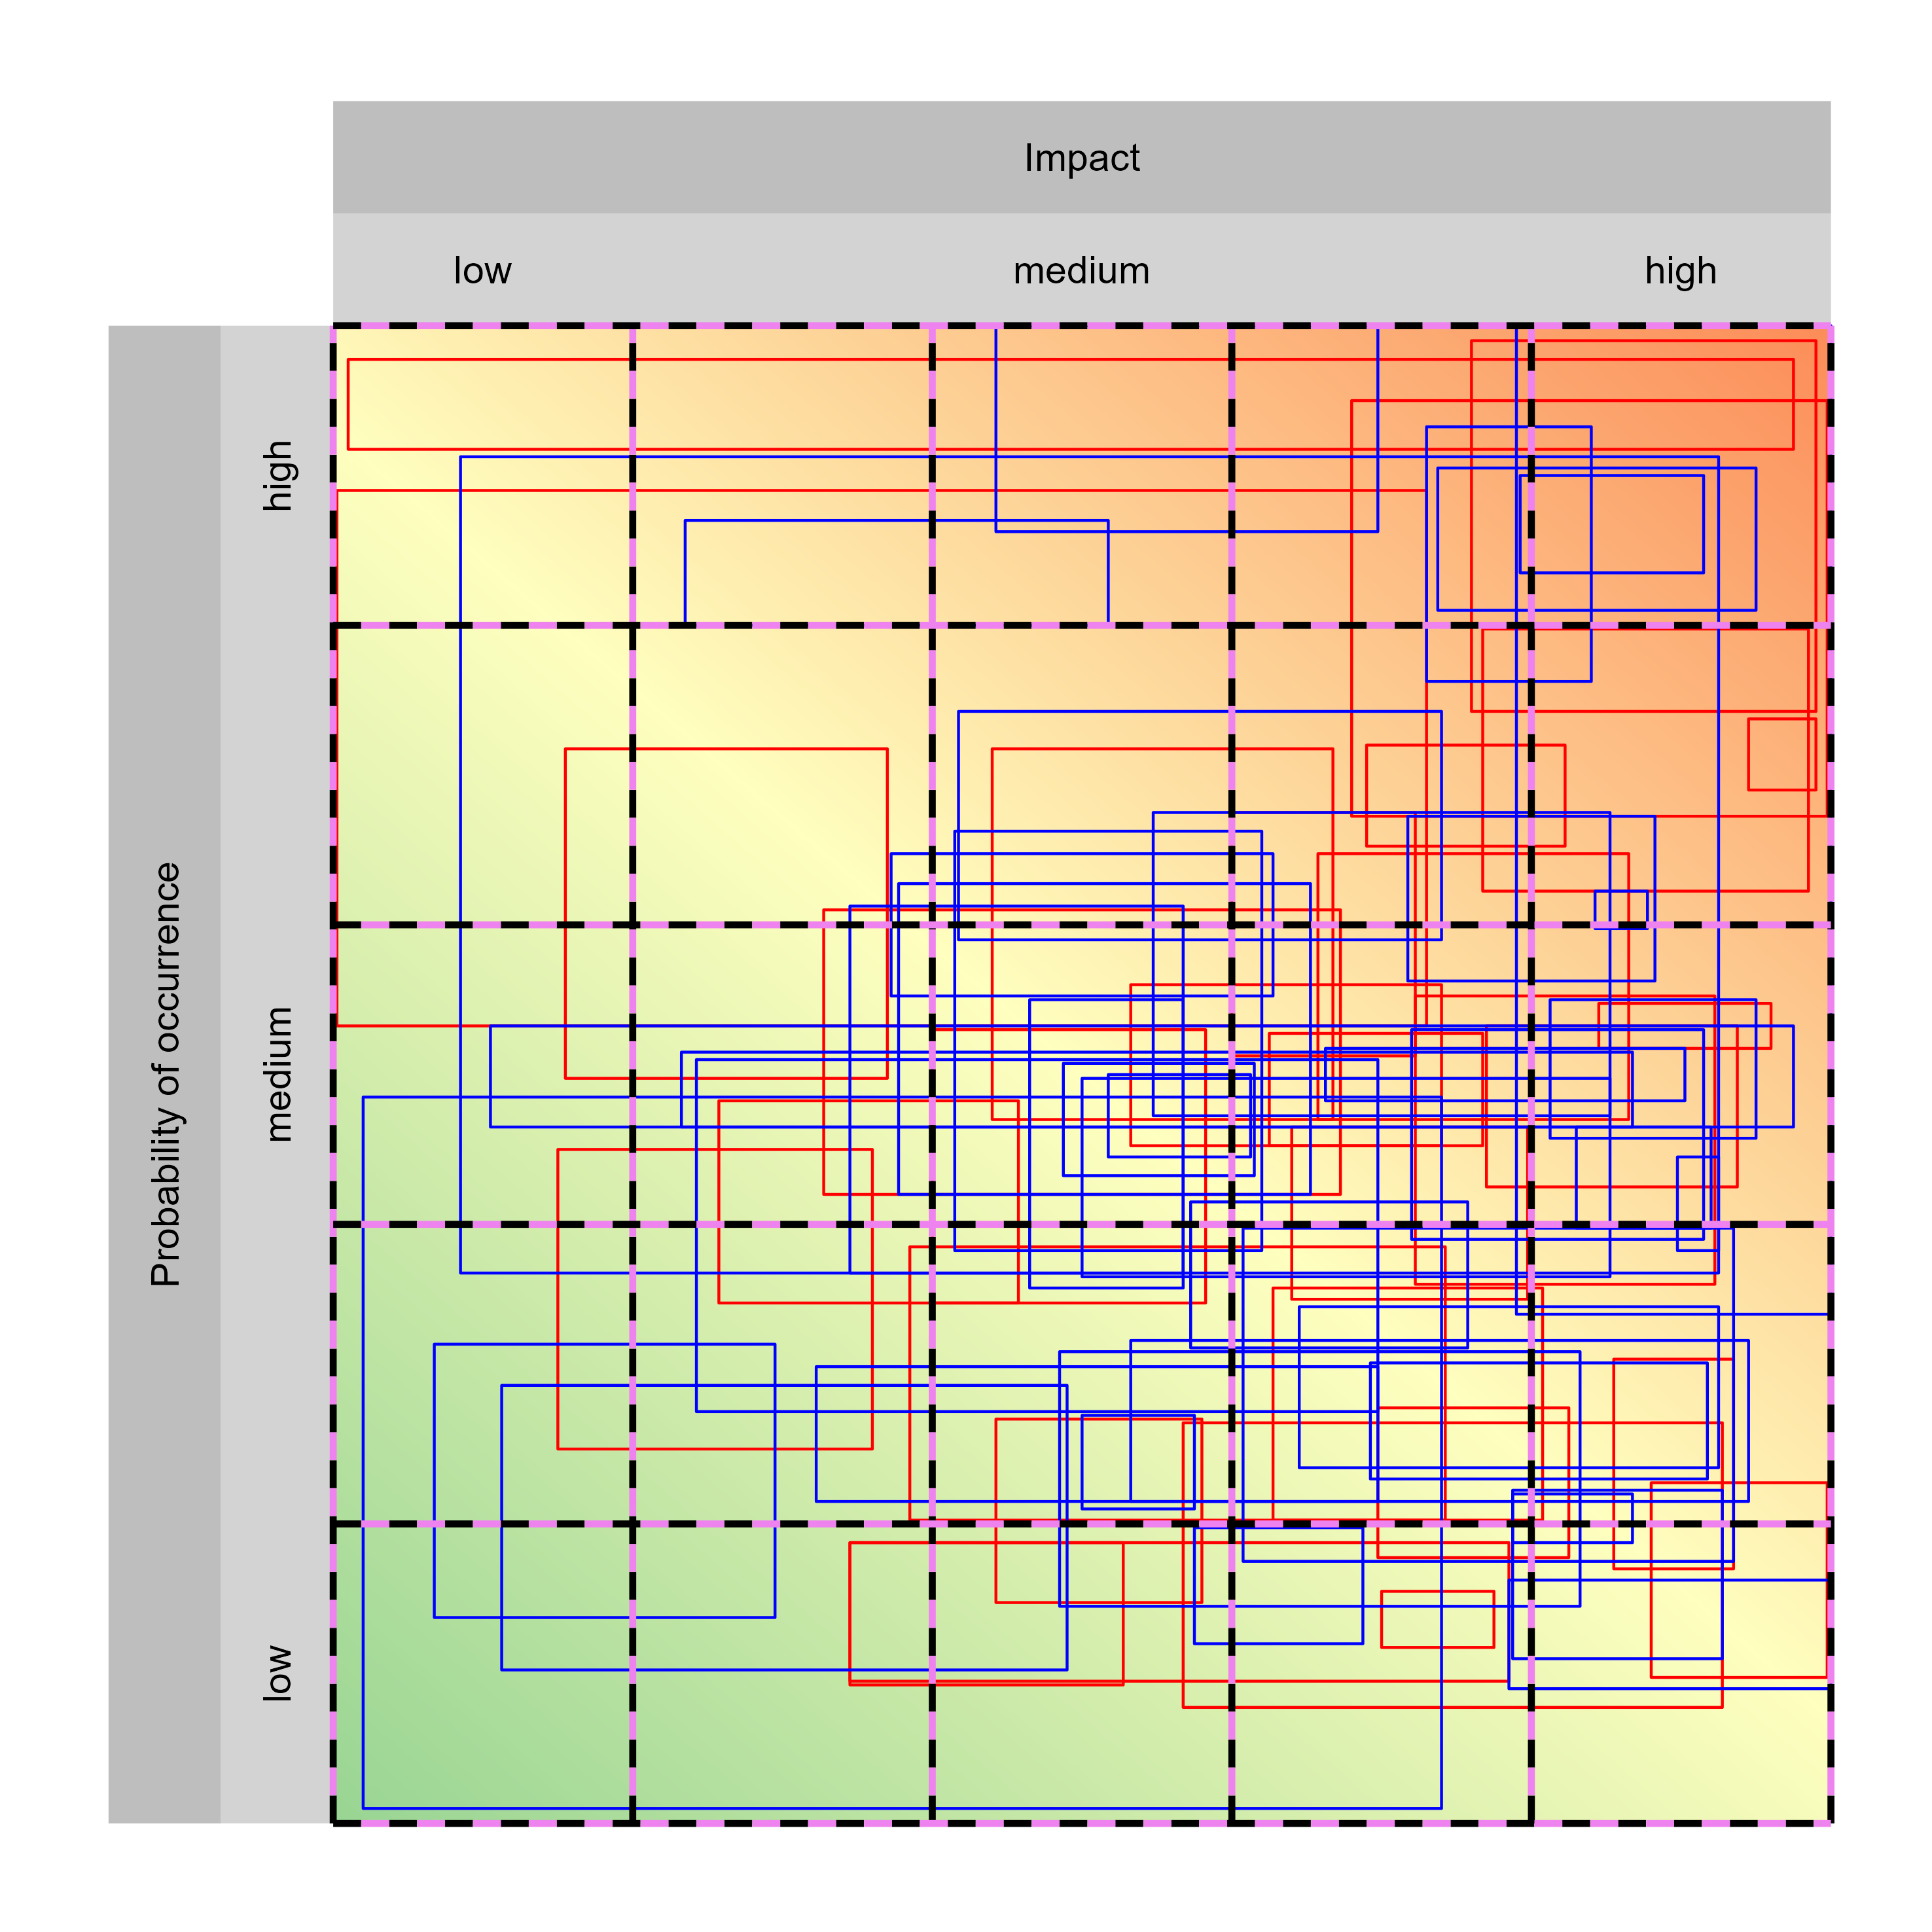 Impact
low medium high
Probability of occurrence
high
medium
low